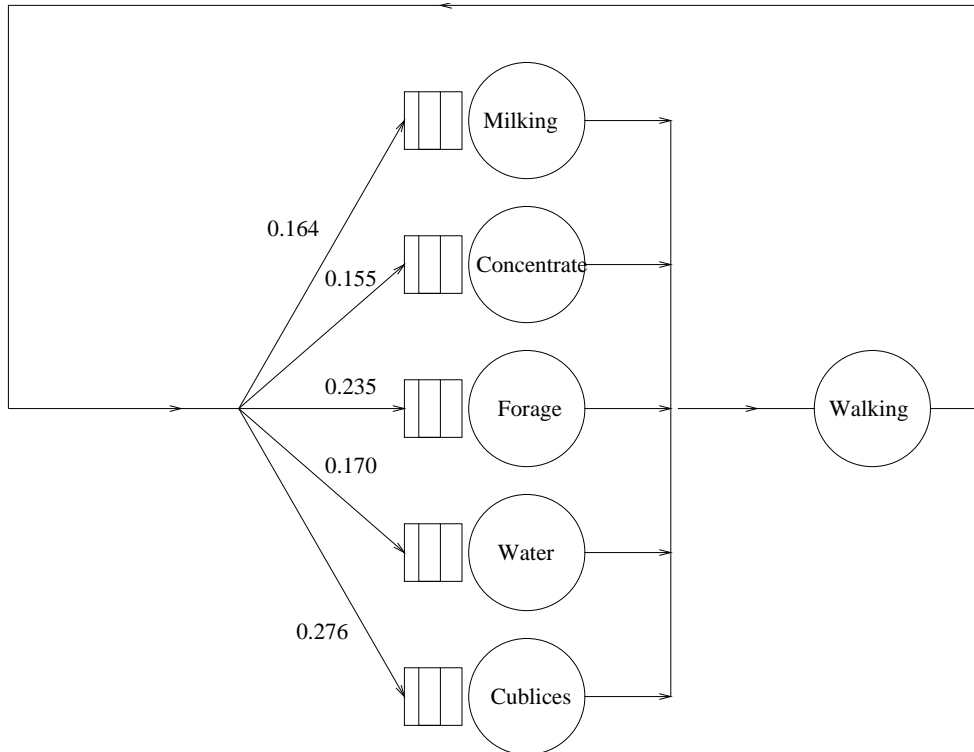 Milking
0.164
Concentrate
0.155
0.235
Forage
Walking
0.170
Water
0.276
Cublices